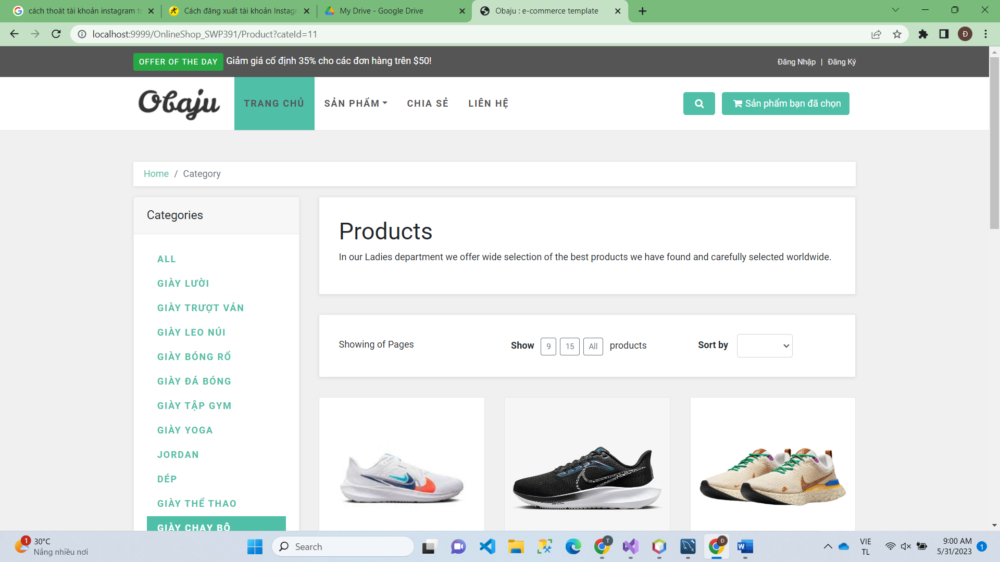 cách thoát tài khoản instagram tr
Cách đăng xuất tài khoản Instagr
My Drive - Google Drive
Obaju : e-commerce template
localhost:9999/OnlineShop_SWP391/Product?cateId=11
Đ
OFFER OF THE DAY Giảm giá cố định 35% cho các đơn hàng trên $50!
Đăng Nhập | Đăng Ký
Obaju
TRANG CHỦ
SẢN PHẨM
CHIA SẺ
LIÊN HỆ
Sản phẩm bạn đã chọn
Home / Category
Categories
ALL
GIÀY LƯỜI
GIÀY TRƯỢT VÁN
GIÀY LEO NÚI
GIÀY BÓNG RỔ
GIÀY ĐÁ BÓNG
GIÀY TẬP GYM
GIÀY YOGA
JORDAN
DÉP
GIÀY THỂ THAO
GIÀY CHẠY BỘ
Products
In our Ladies department we offer wide selection of the best products we have found and carefully selected worldwide.
Showing of Pages
Show 9 15 All products
Sort by
1
30°C
Nắng nhiều nơi
Search
T
Đ
VIE
TL
9:00 AM
5/31/2023
1